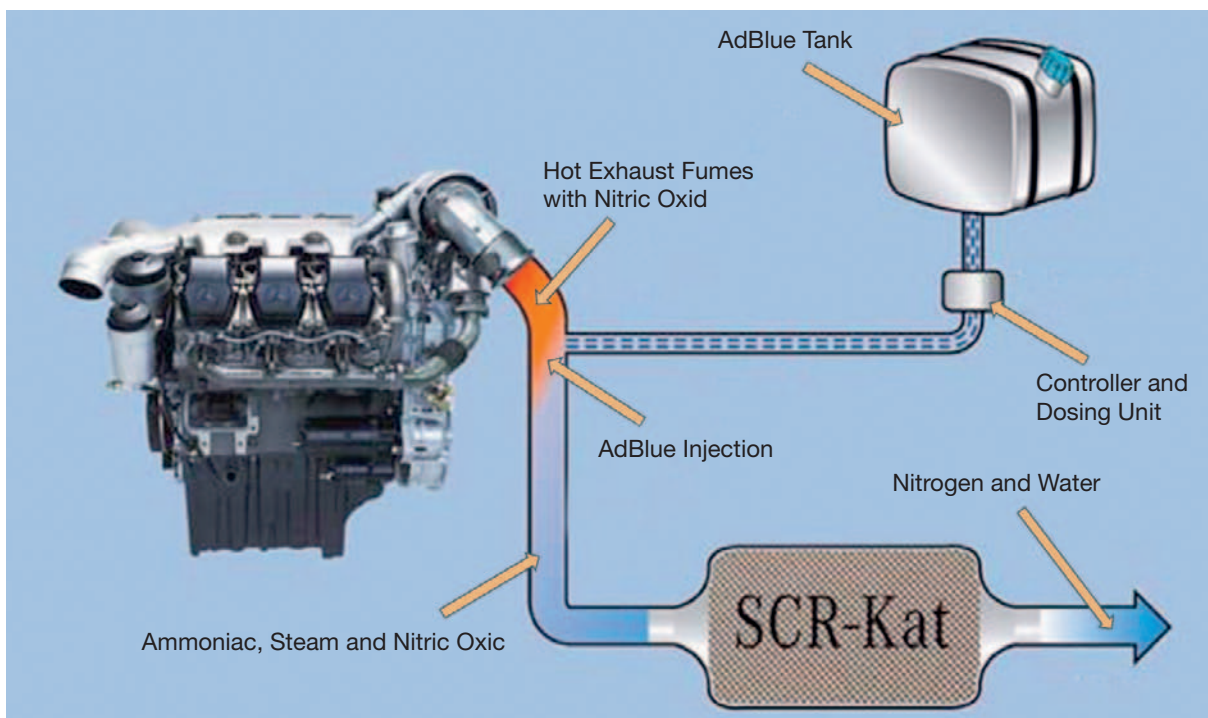 AdBlue Tank
Hot Exhaust Fumes
with Nitric Oxid
Controller and
Dosing Unit
AdBlue Injection
Nitrogen and Water
SCR-Kat
Ammoniac, Steam and Nitric Oxic